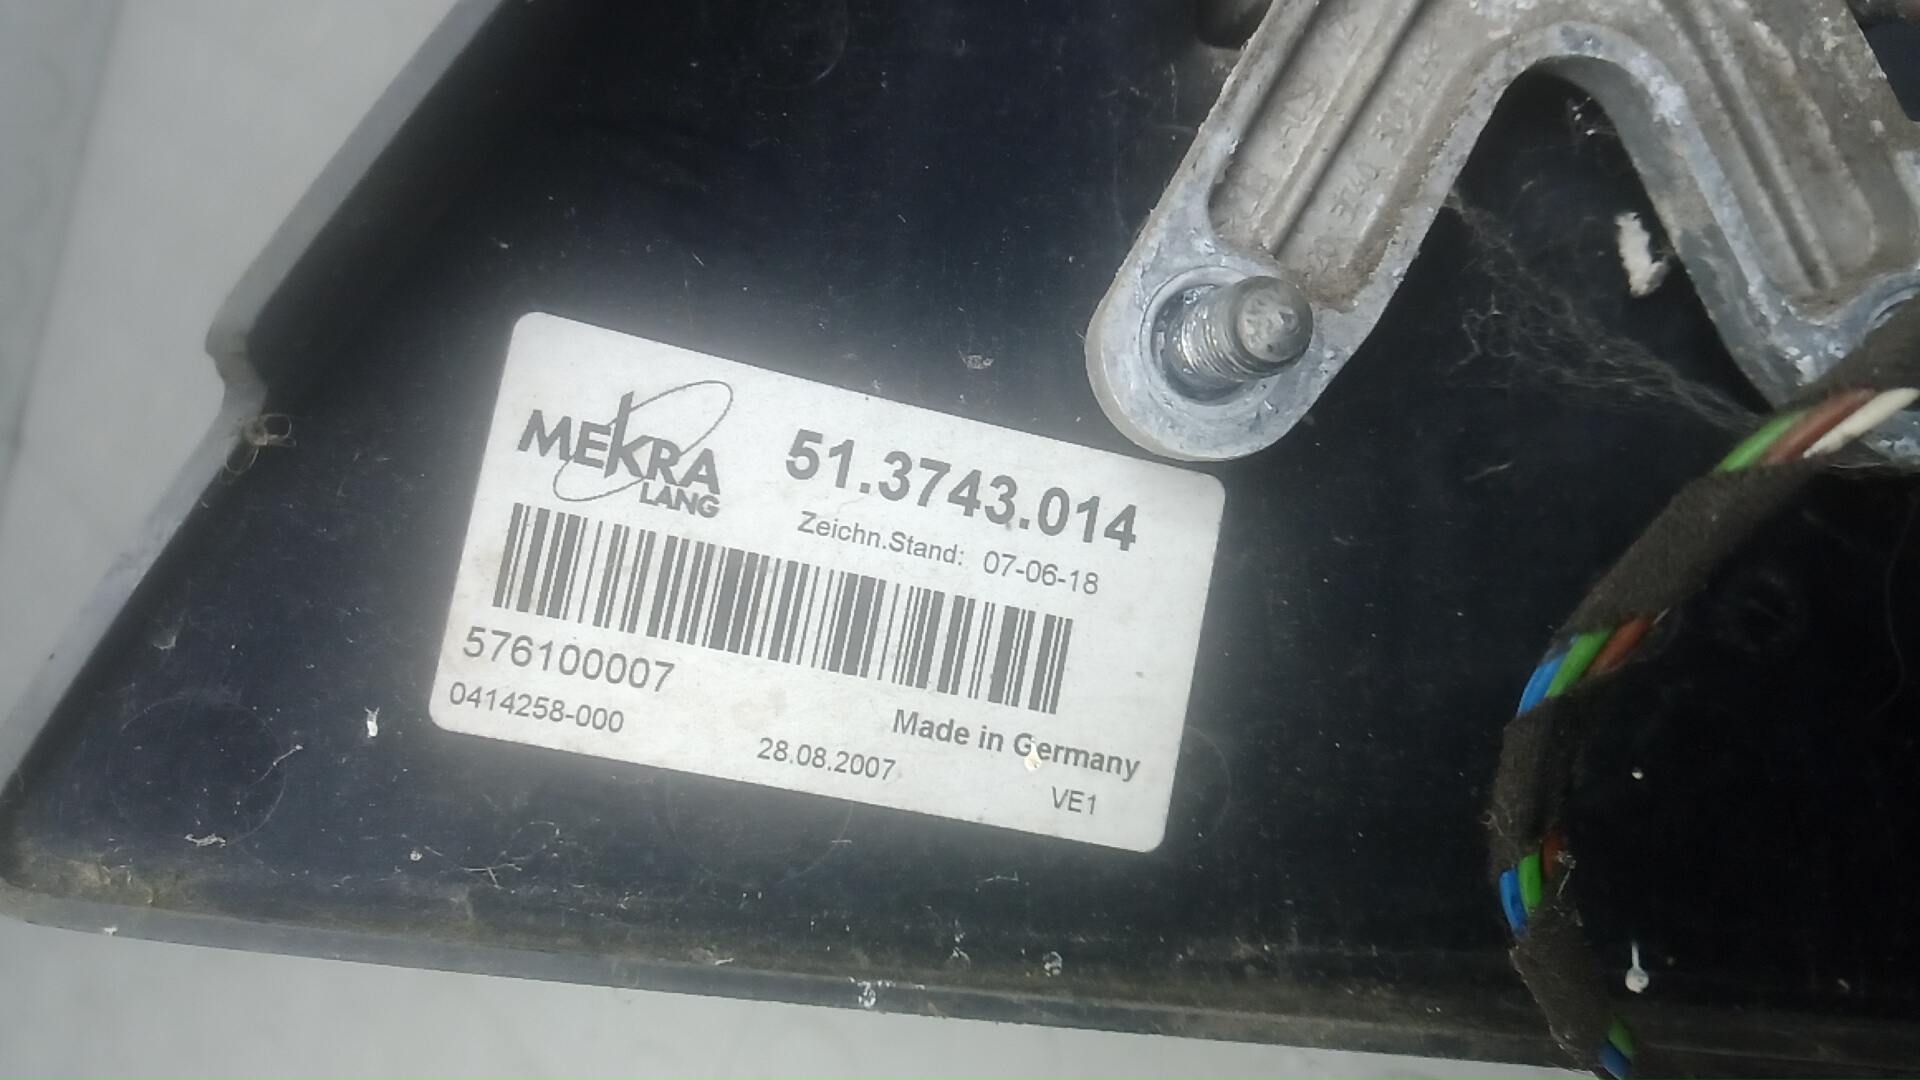 MEKRA
LANG
51.3743.014
Zeichn.Stand: 07-06-18
576100007
0414258-000
Made in Germany
28.08.2007
VE1